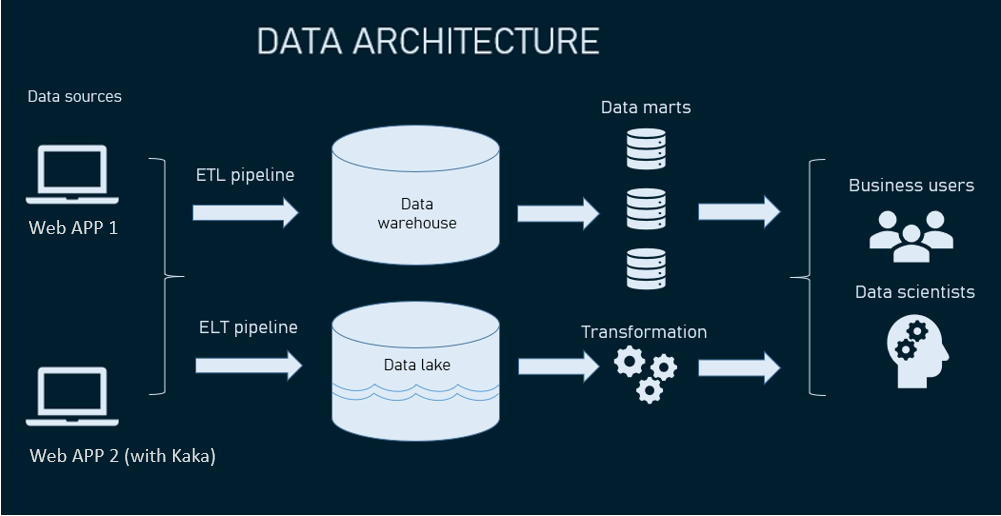 DATA ARCHITECTURE
Data sources
Web APP 1
Web APP 2 (with Kaka)
ETL pipeline
ELT pipeline
Data
warehouse
Data lake
Data marts
Transformation
Business users
Data scientists